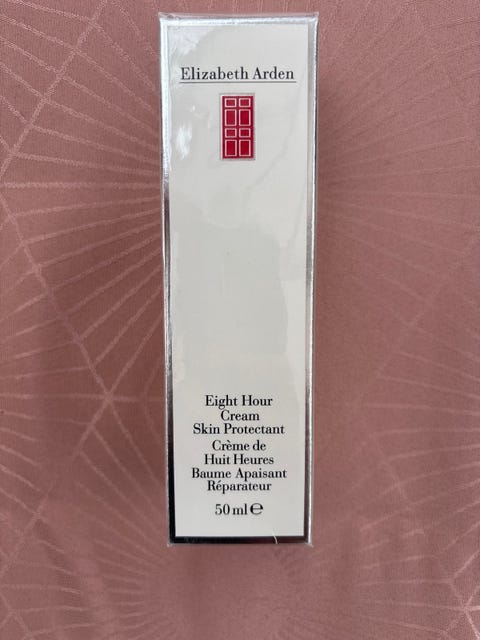 Elizabeth Arden
Eight Hour
Cream
Skin Protectant
Crème de
Huit Heures
Baume Apaisant
Réparateur
50 ml ℮